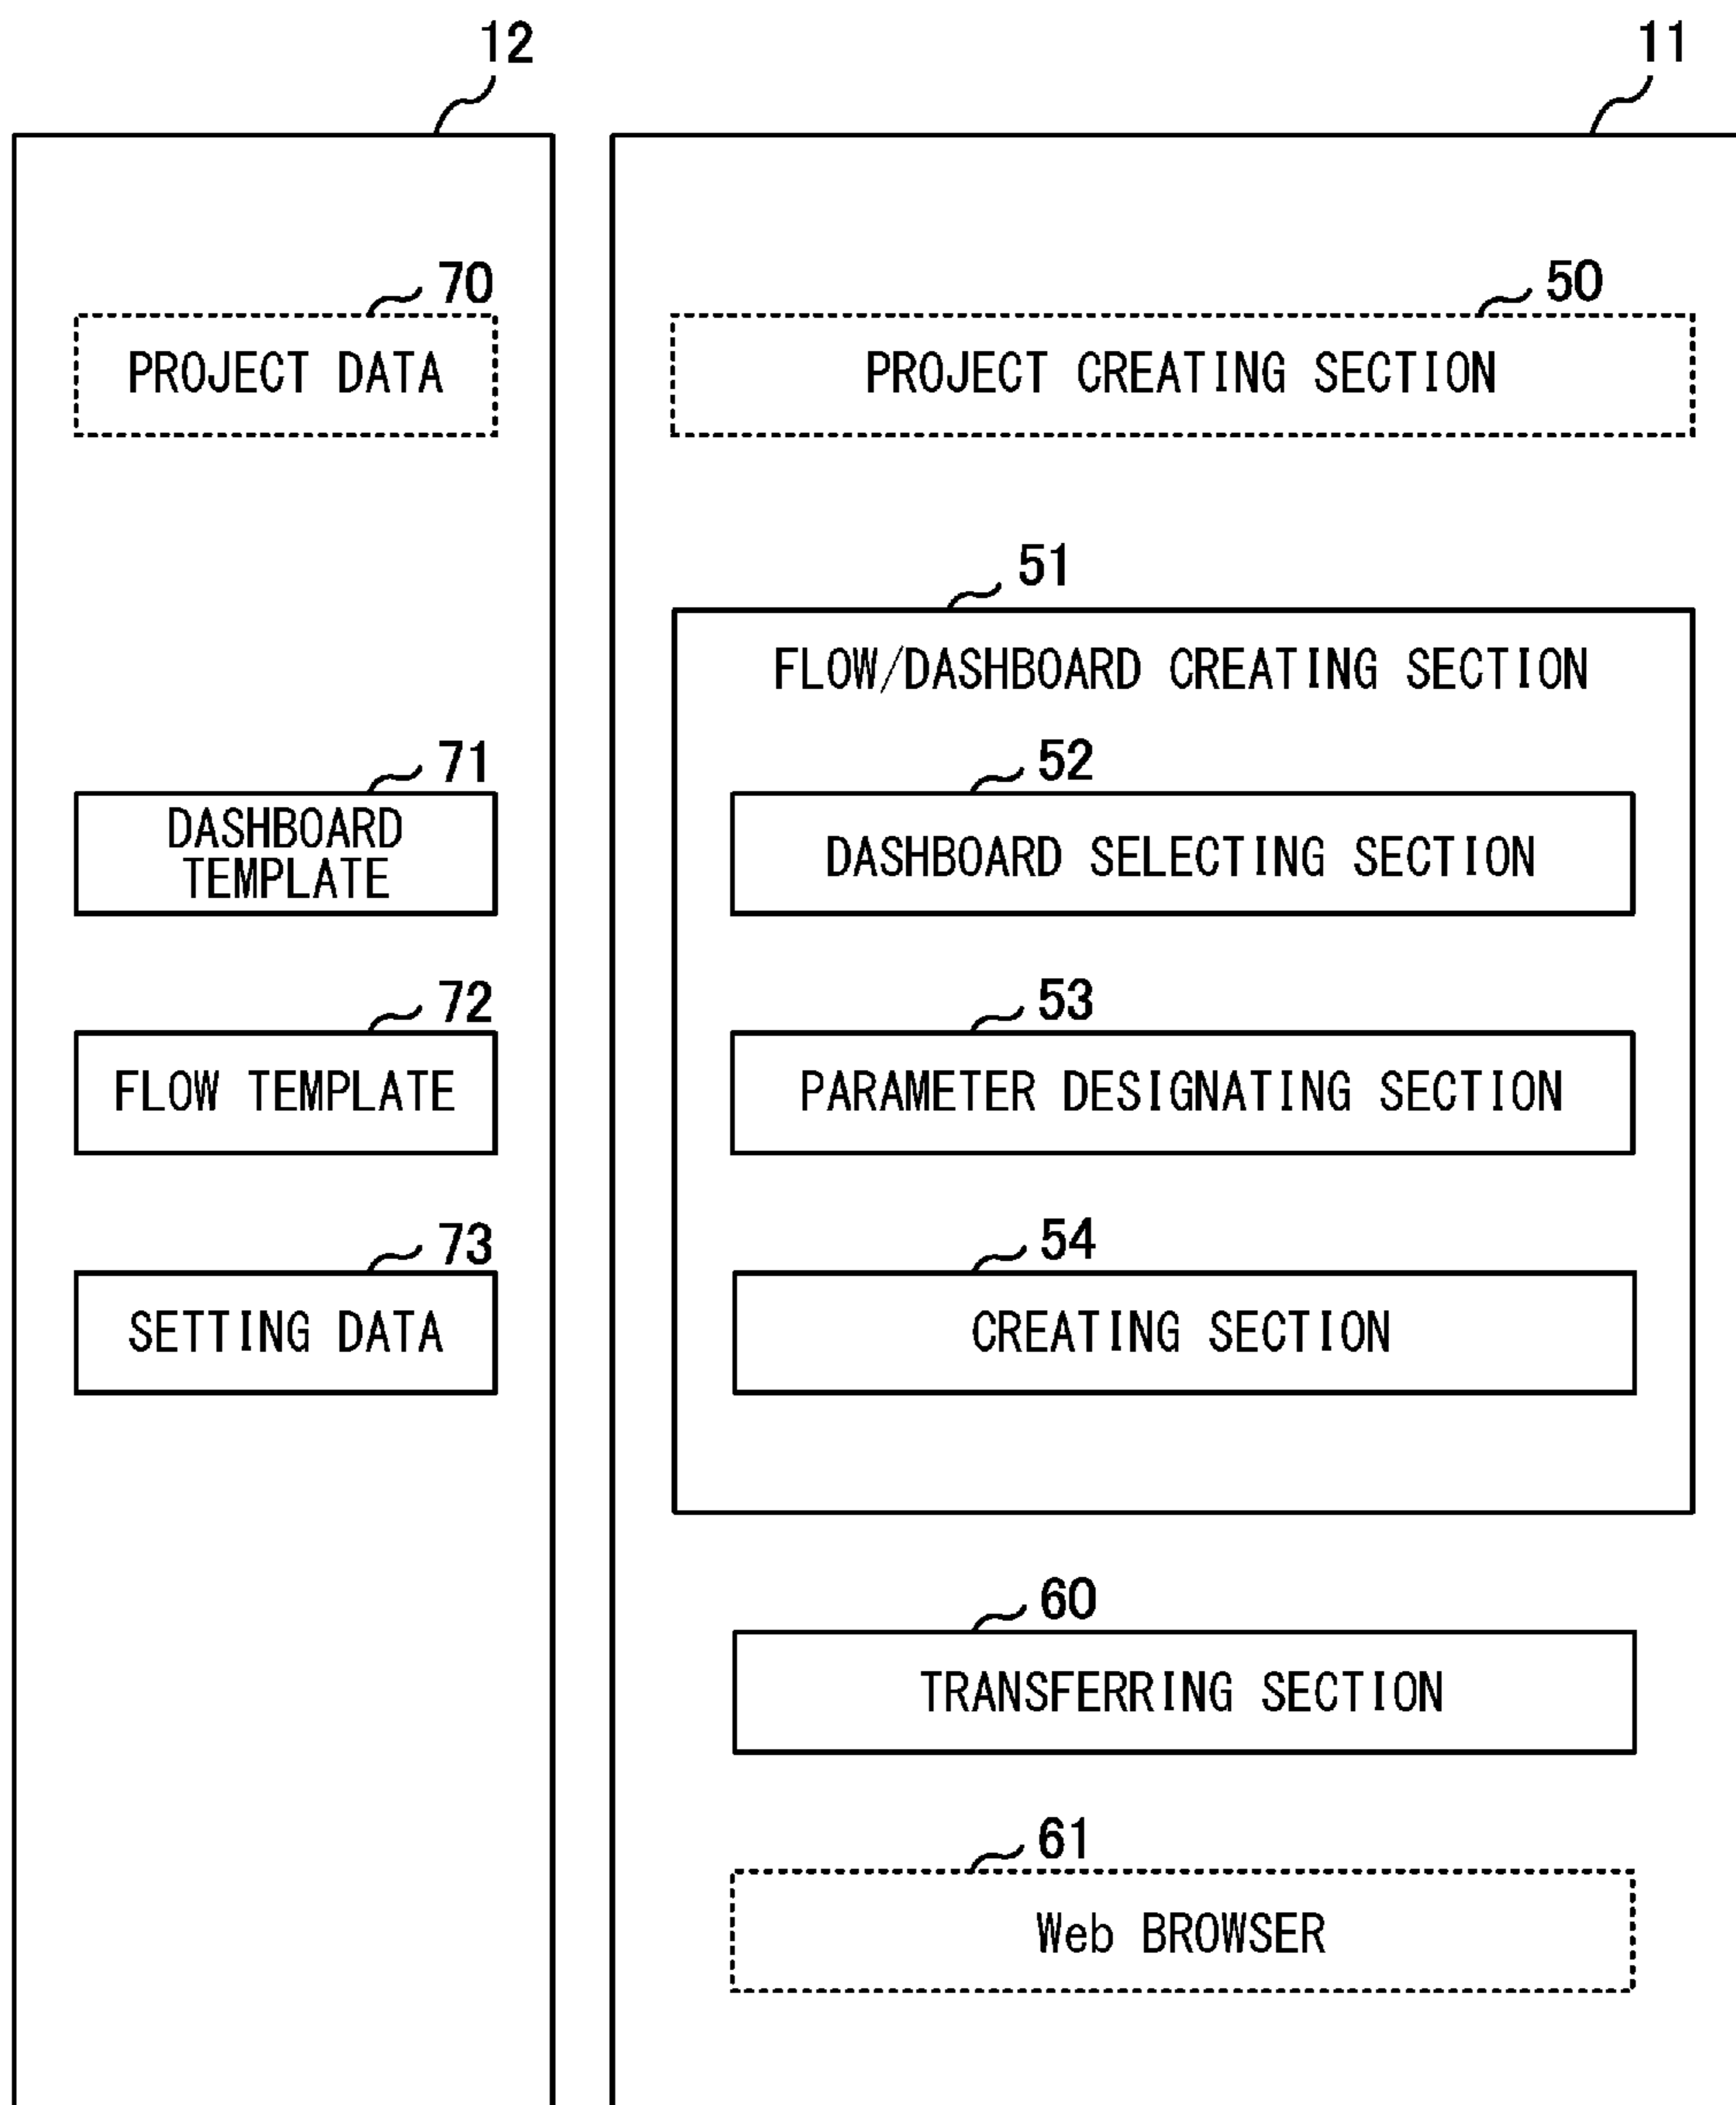 12
11
70
PROJECT DATA
50
PROJECT CREATING SECTION
51
FLOW/DASHBOARD CREATING SECTION
71
DASHBOARD
TEMPLATE
52
DASHBOARD SELECTING SECTION
72
FLOW TEMPLATE
53
PARAMETER DESIGNATING SECTION
73
SETTING DATA
54
CREATING SECTION
60
TRANSFERRING SECTION
61
Web BROWSER